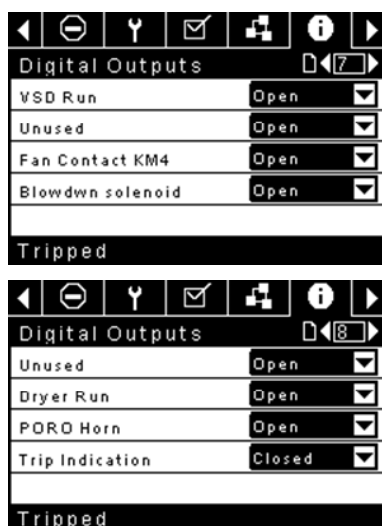 Digital Outputs 7
VSD Run Open
Unused Open
Fan Contact KM4 Open
Blowdwn solenoid Open
Tripped
Digital Outputs 8
Unused Open
Dryer Run Open
PORO Horn Open
Trip Indication Closed
Tripped